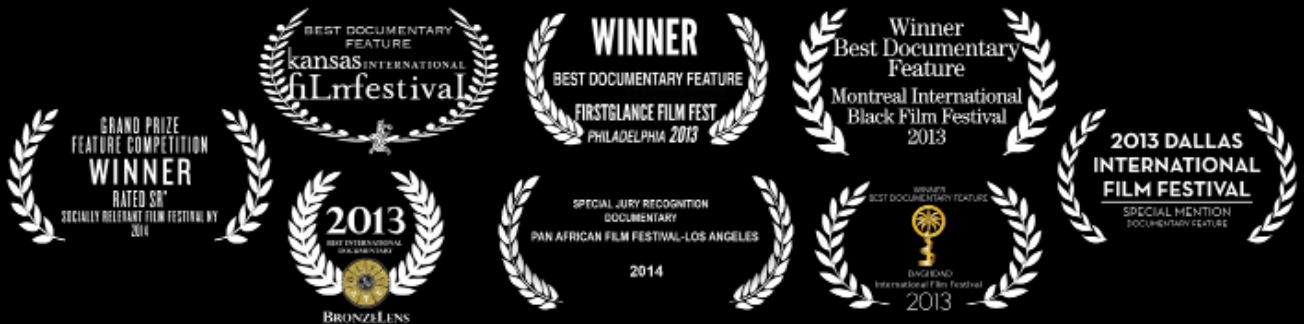 GRAND PRIZE
FEATURE COMPETITION
WINNER
RATED SR*
SOCIALLY RELEVANT FILM FESTIVAL NY
2014
BEST DOCUMENTARY
FEATURE
kansas INTERNATIONAL
fiLmfestival
WINNER
BEST DOCUMENTARY FEATURE
FIRSTGLANCE FILM FEST
PHILADELPHIA 2013
Winner
Best Documentary
Feature
Montreal International
Black Film Festival
2013
2013 DALLAS
INTERNATIONAL
FILM FESTIVAL
SPECIAL MENTION
DOCUMENTARY FEATURE
2013
BEST INTERNATIONAL
DOCUMENTARY
BRONZELENS
SPECIAL JURY RECOGNITION
DOCUMENTARY
PAN AFRICAN FILM FESTIVAL-LOS ANGELES
2014
WINNER
BEST DOCUMENTARY FEATURE
BAGHDAD
International Film Festival
2013